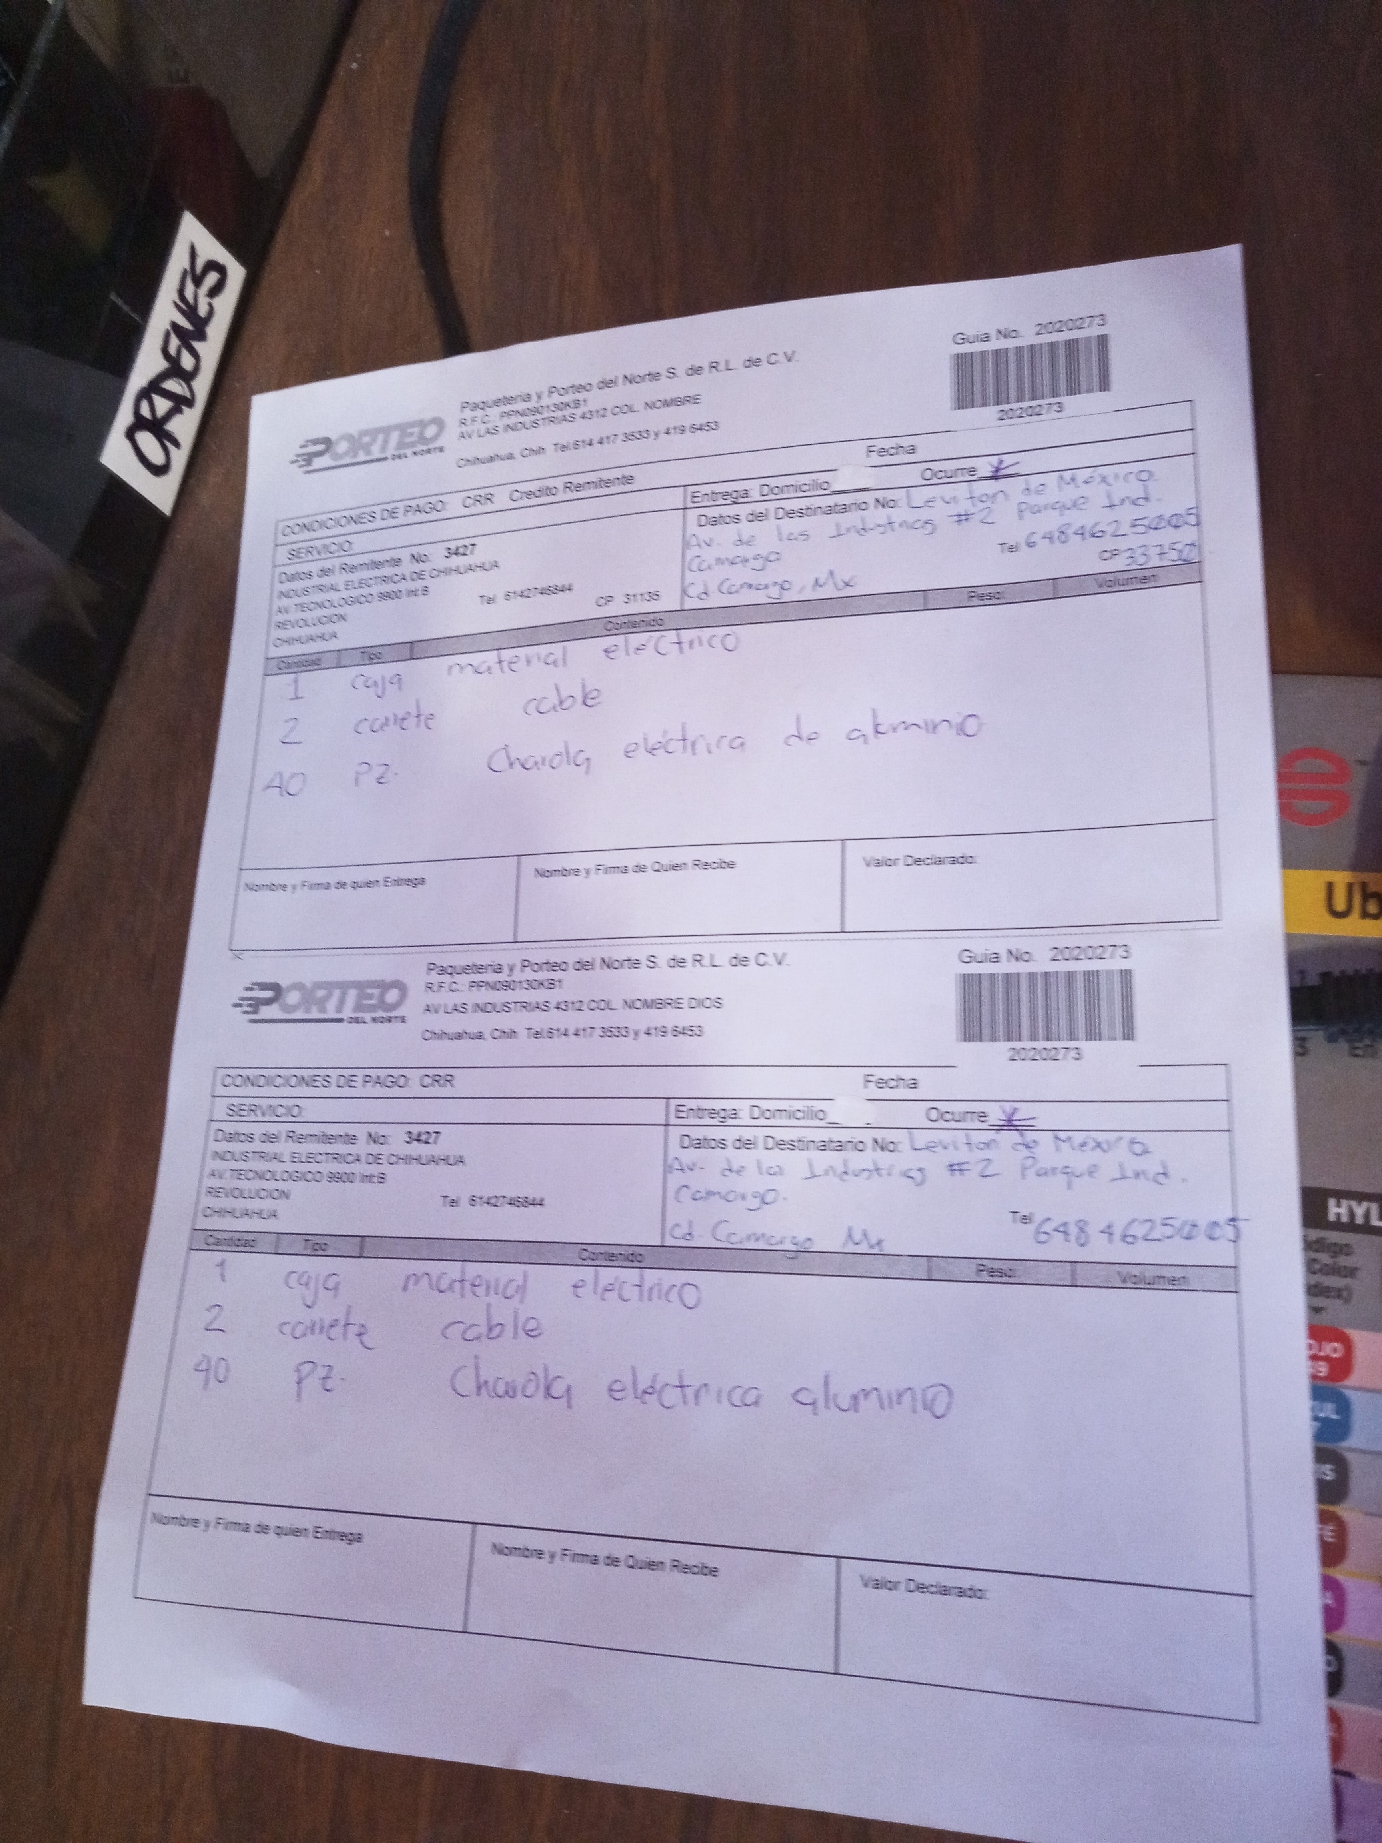 ORDENES
Guia No. 2020273
PORTEO
DEL NORTE
Paqueteria y Porteo del Norte S. de R.L. de C.V.
R.F.C.: PPN090130KB1
AV LAS INDUSTRIAS 4312 COL. NOMBRE
Chihuahua, Chih Tel.614 417 3533 y 419 6453
2020273
CONDICIONES DE PAGO: CRR Credito Remitente
Fecha
SERVICIO:
Entrega: Domicilio_ Ocurre X
Datos del Remitente No: 3427
INDUSTRIAL ELECTRICA DE CHIHUAHUA
AV. TECNOLOGICO 9900 Int:B
REVOLUCION
CHIHUAHUA
Tel 6142746844 CP 31135
Datos del Destinatario No: Leviton de México
Av. de las Industrias #2 Parque Ind.
Camargo
Tel 6484625005
Cd Camargo, Mx
CP 33750
Cantidad Tipo Contenido Peso: Volumen
1 caja material eléctrico
2 carrete cable
40 PZ. Charola eléctrica de aluminio
Nombre y Firma de quien Entrega
Nombre y Firma de Quien Recibe
Valor Declarado:
PORTEO
DEL NORTE
Paqueteria y Porteo del Norte S. de R.L. de C.V.
R.F.C.: PPN090130KB1
AV LAS INDUSTRIAS 4312 COL. NOMBRE DIOS
Chihuahua, Chih Tel.614 417 3533 y 419 6453
Guia No. 2020273
2020273
CONDICIONES DE PAGO: CRR
Fecha
SERVICIO:
Entrega: Domicilio_ Ocurre X
Datos del Remitente No: 3427
INDUSTRIAL ELECTRICA DE CHIHUAHUA
AV. TECNOLOGICO 9900 Int:B
REVOLUCION
CHIHUAHUA
Tel 6142746844
Datos del Destinatario No: Leviton de México
Av. de las Industrias #2 Parque Ind.
Camargo.
Cd. Camargo Mx
Tel 6484625005
Cantidad Tipo Contenido Peso: Volumen
1 caja material eléctrico
2 carrete cable
40 PZ. Charola eléctrica aluminio
Nombre y Firma de quien Entrega
Nombre y Firma de Quien Recibe
Valor Declarado:
Ub
HYL